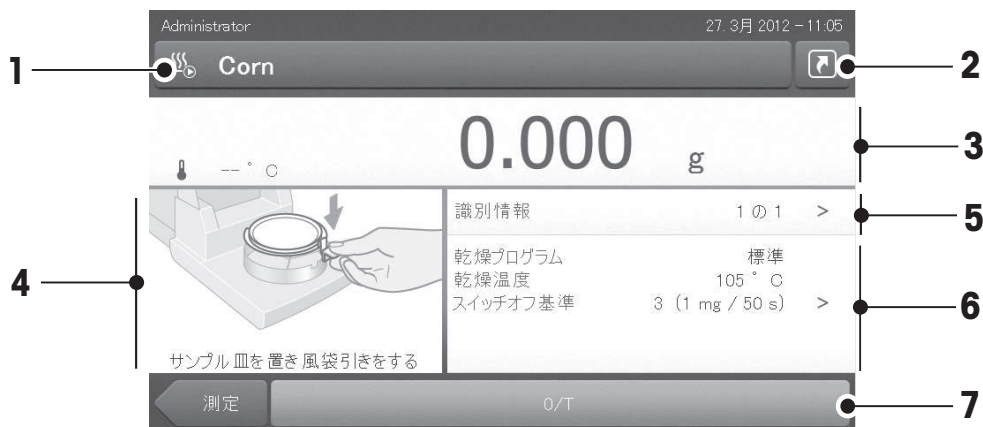 Administrator 27. 3月 2012 - 11:05
1 Corn 2
0.000 g 3
-- ° C
識別情報 1 の 1 > 5
乾燥プログラム 標準
乾燥温度 105 ° C
4 スイッチオフ基準 3 (1 mg / 50 s) > 6
サンプル皿を置き風袋引きをする
測定 O/T 7